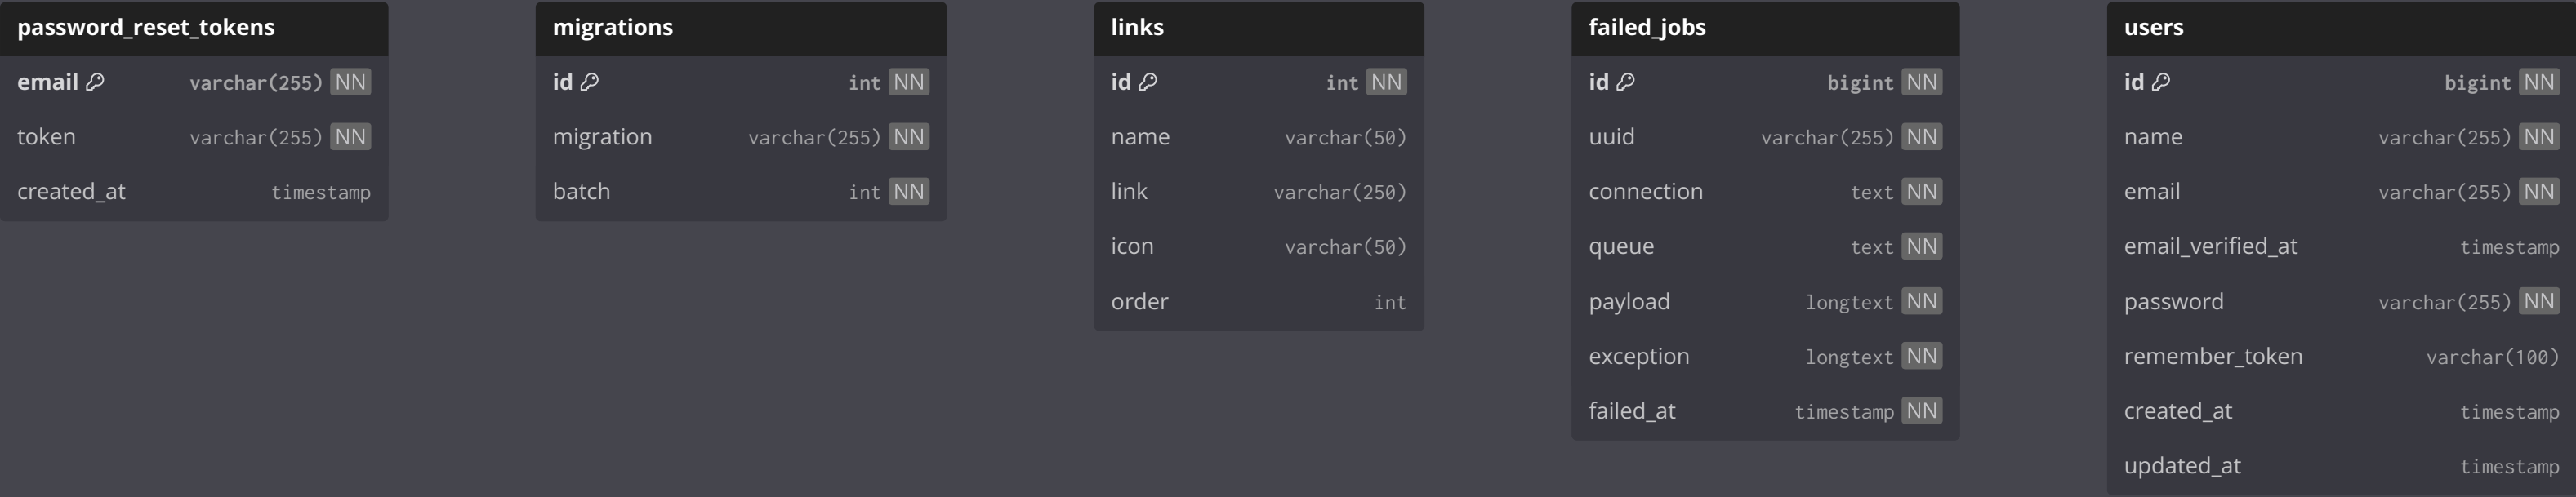 password_reset_tokens
email varchar(255) NN
token varchar(255) NN
created_at timestamp
migrations
id int NN
migration varchar(255) NN
batch int NN
links
id int NN
name varchar(50)
link varchar(250)
icon varchar(50)
order int
failed_jobs
id bigint NN
uuid varchar(255) NN
connection text NN
queue text NN
payload longtext NN
exception longtext NN
failed_at timestamp NN
users
id bigint NN
name varchar(255) NN
email varchar(255) NN
email_verified_at timestamp
password varchar(255) NN
remember_token varchar(100)
created_at timestamp
updated_at timestamp